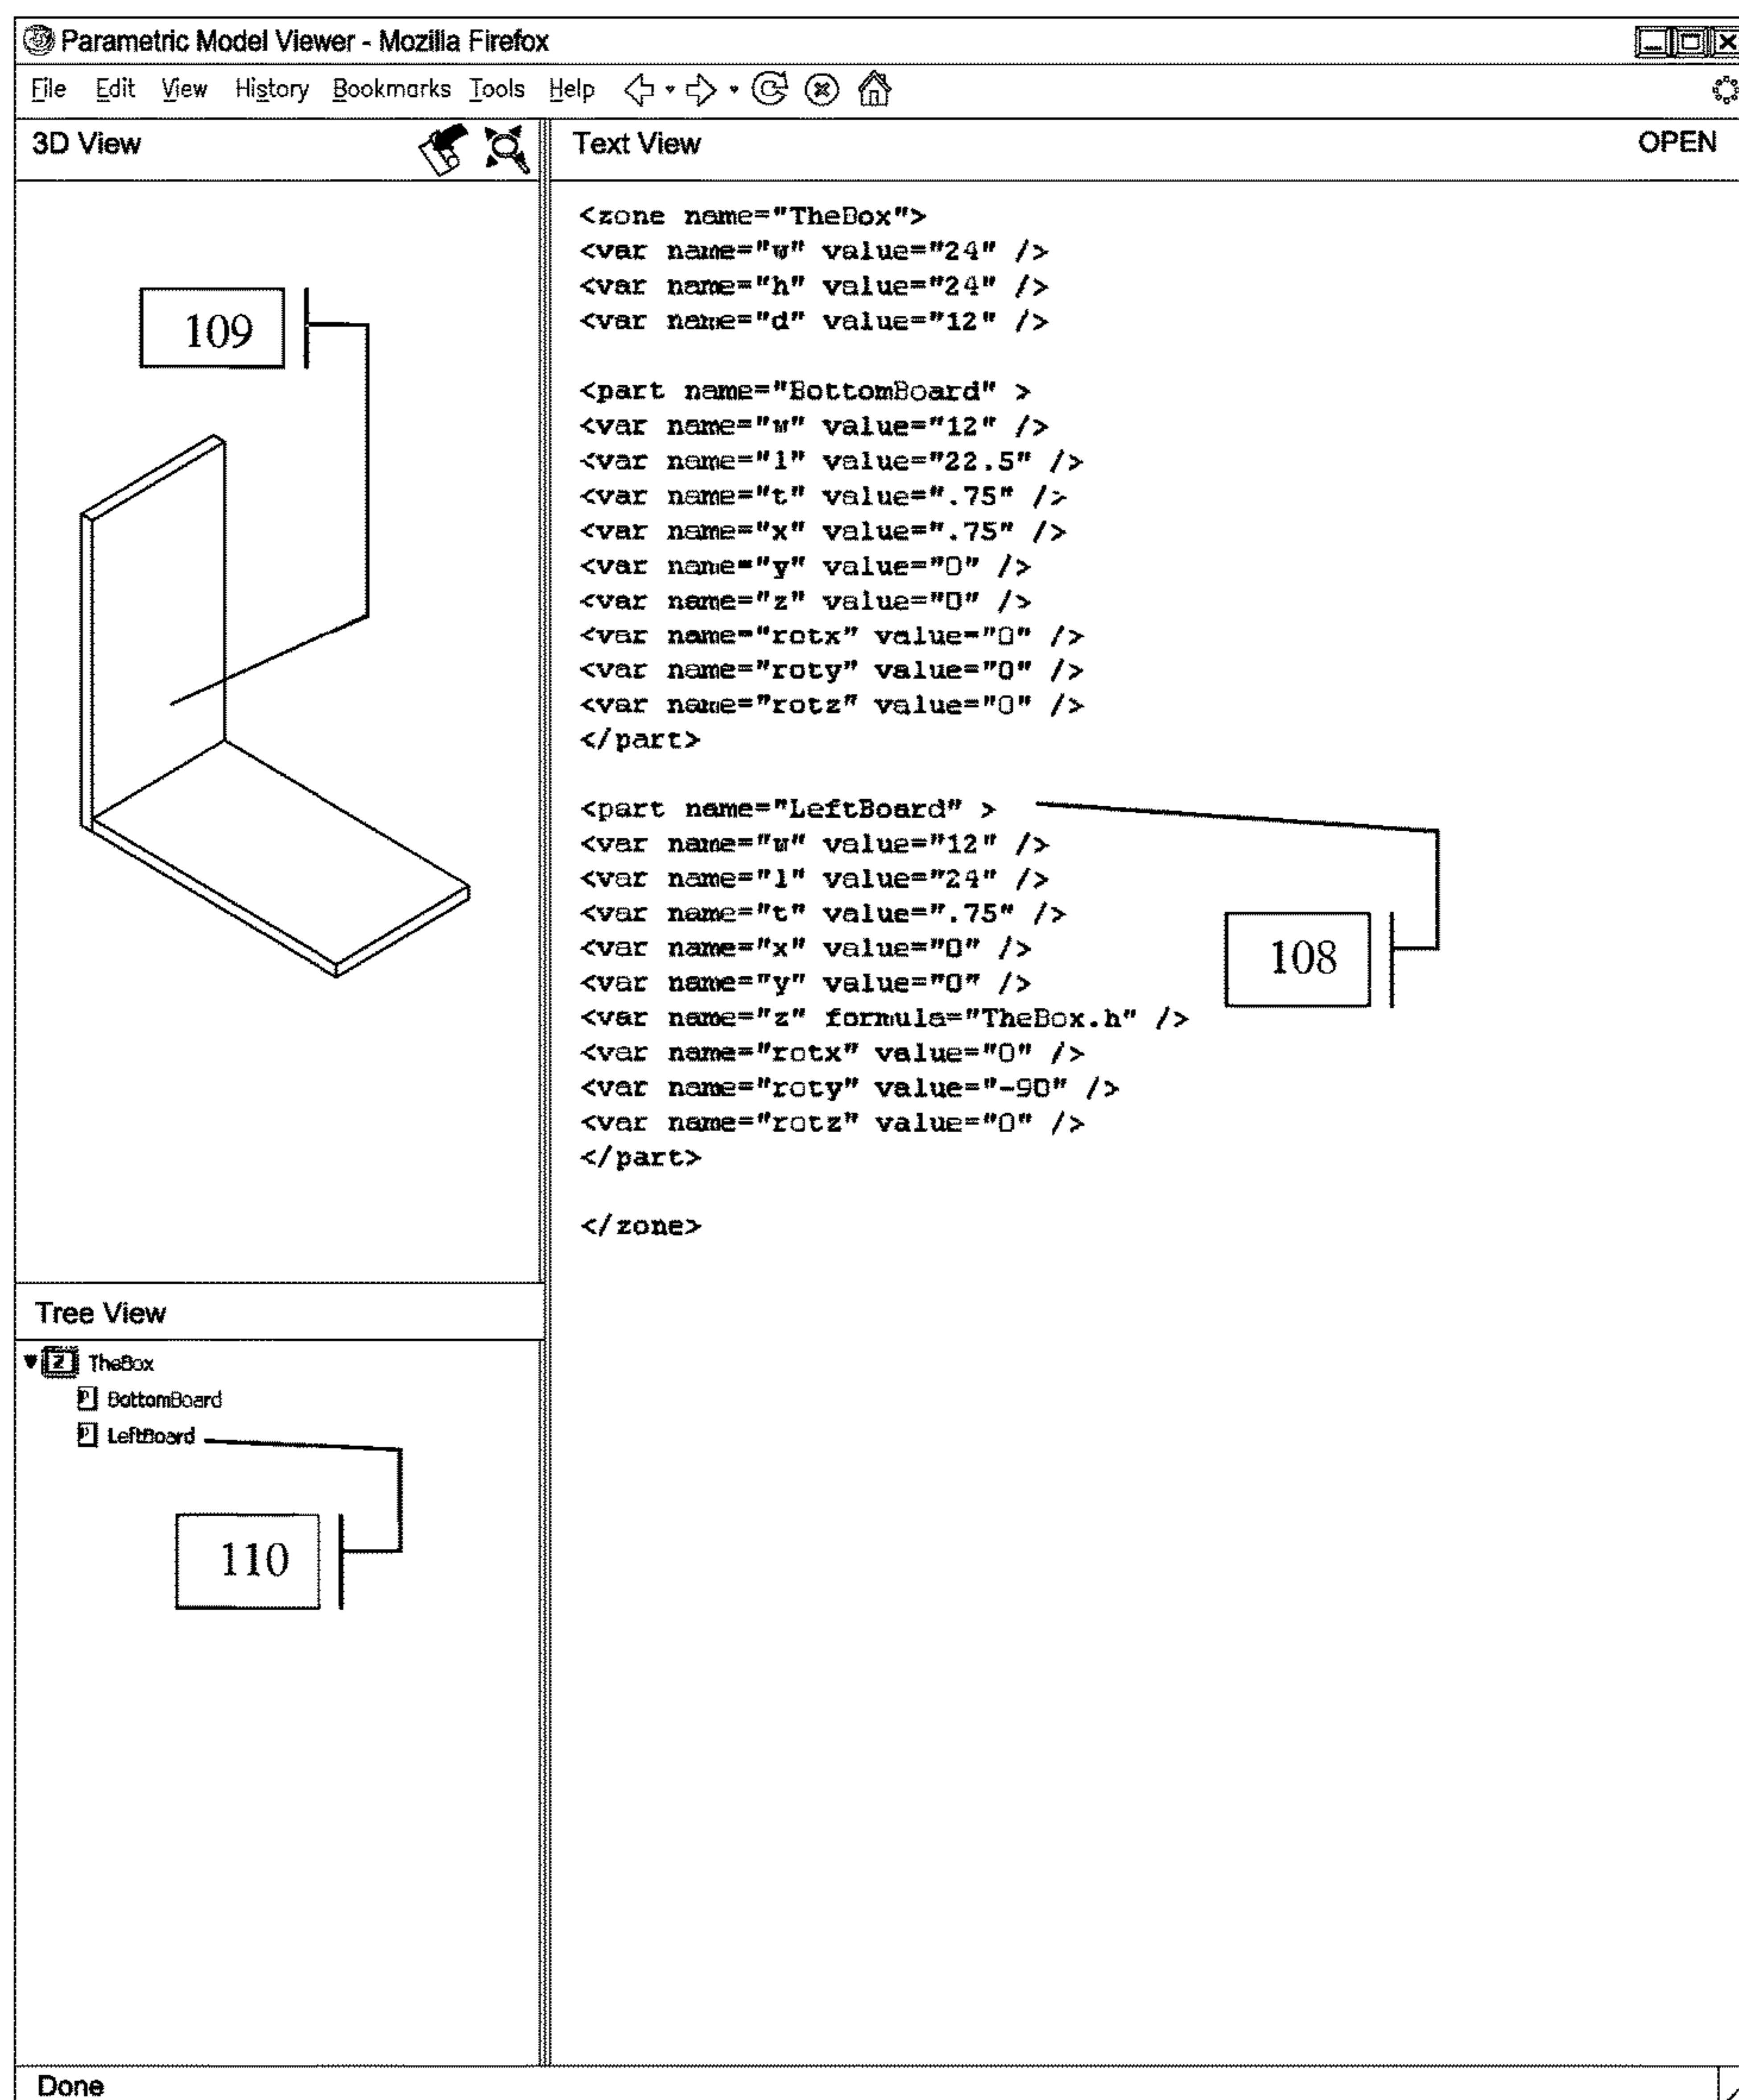 Parametric Model Viewer - Mozilla Firefox
File Edit View History Bookmarks Tools Help
3D View
109
Tree View
Z TheBox
P BottomBoard
P LeftBoard
110
Text View OPEN
<zone name="TheBox">
<var name="w" value="24" />
<var name="h" value="24" />
<var name="d" value="12" />
<part name="BottomBoard" >
<var name="w" value="12" />
<var name="l" value="22.5" />
<var name="t" value=".75" />
<var name="x" value=".75" />
<var name="y" value="0" />
<var name="z" value="0" />
<var name="rotx" value="0" />
<var name="roty" value="0" />
<var name="rotz" value="0" />
</part>
<part name="LeftBoard" >
<var name="w" value="12" />
<var name="l" value="24" />
<var name="t" value=".75" />
<var name="x" value="0" />
<var name="y" value="0" />
<var name="z" formula="TheBox.h" />
<var name="rotx" value="0" />
<var name="roty" value="-90" />
<var name="rotz" value="0" />
</part>
</zone>
108
Done